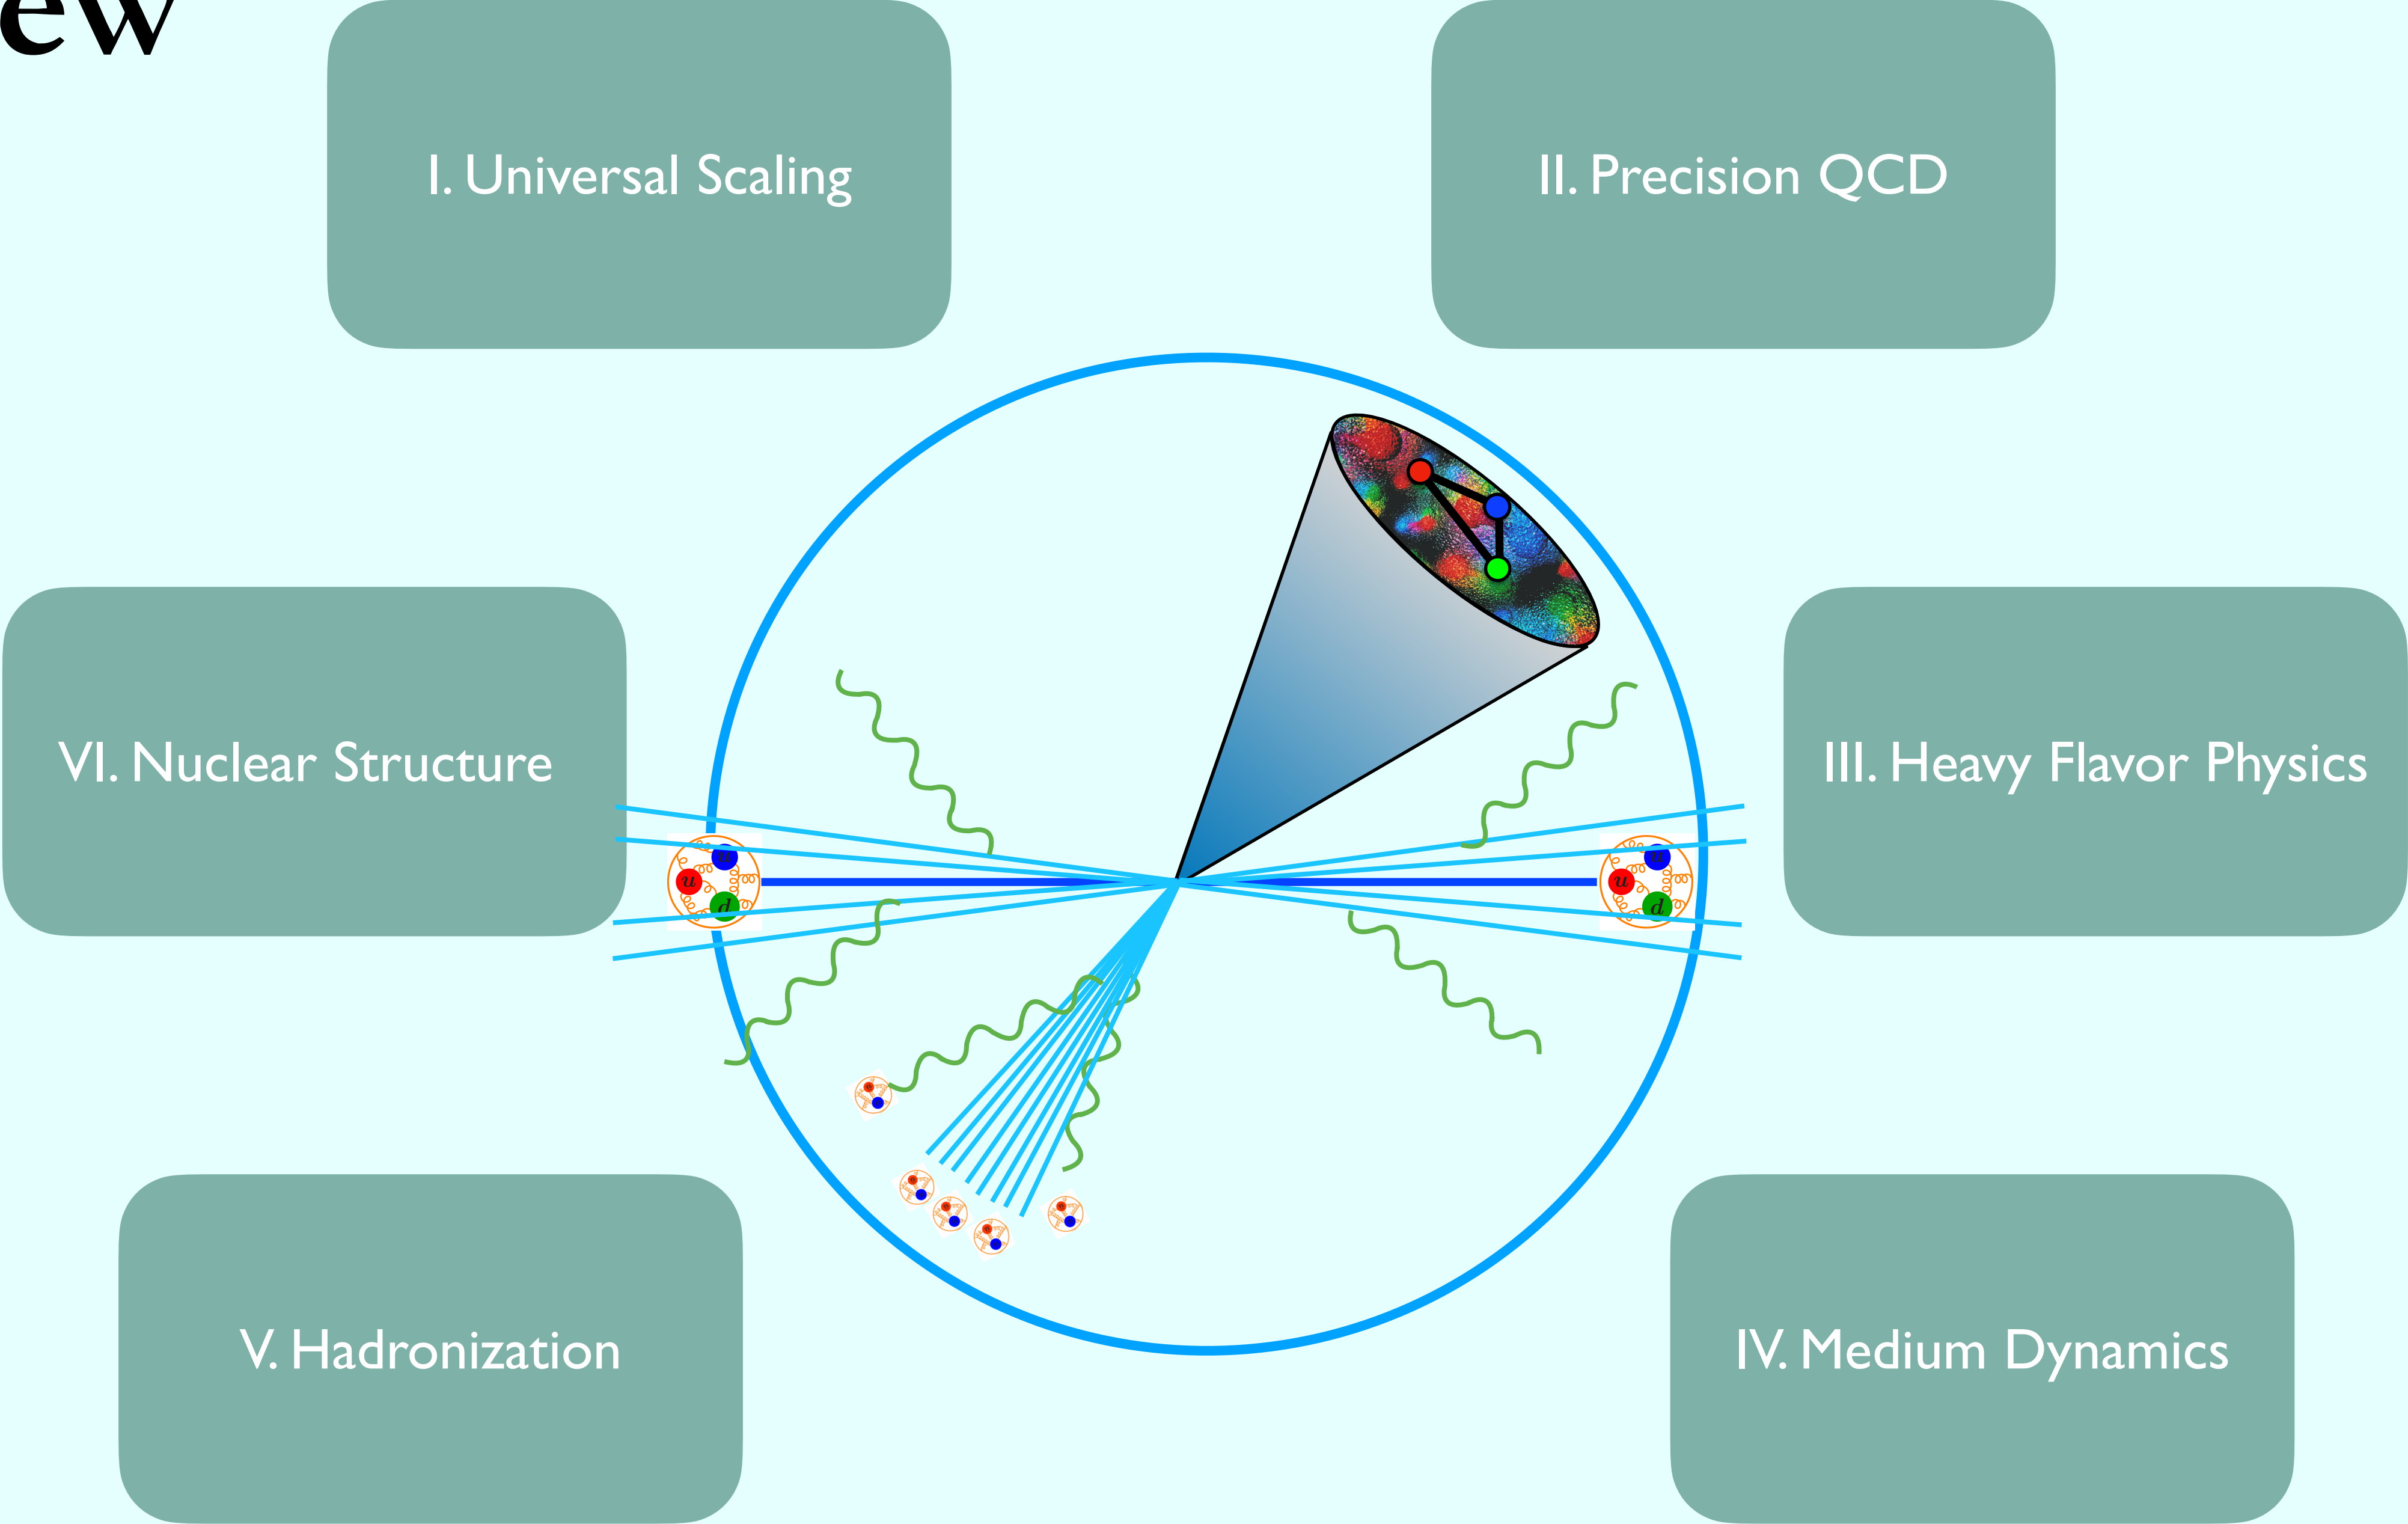 ew
I. Universal Scaling
II. Precision QCD
VI. Nuclear Structure
III. Heavy Flavor Physics
u
u
d
u
u
d
V. Hadronization
IV. Medium Dynamics